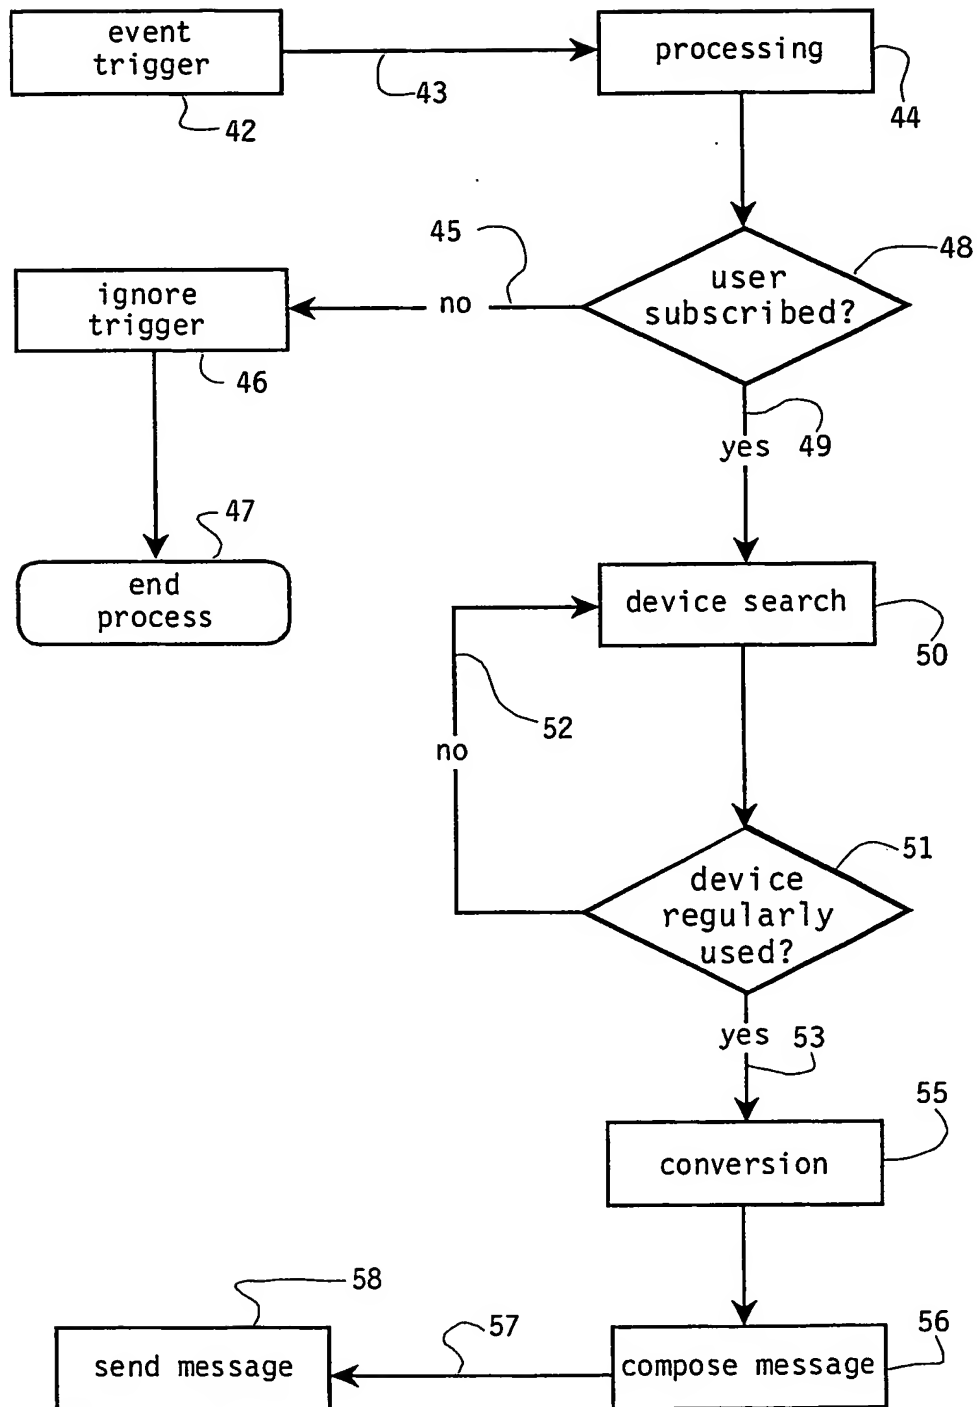 event
trigger
processing
43
42
44
45
48
user
subscribed?
no
ignore
trigger
46
yes 49
47
end
process
device search
50
52
no
51
device
regularly
used?
yes 53
55
conversion
58
57
56
send message
compose message